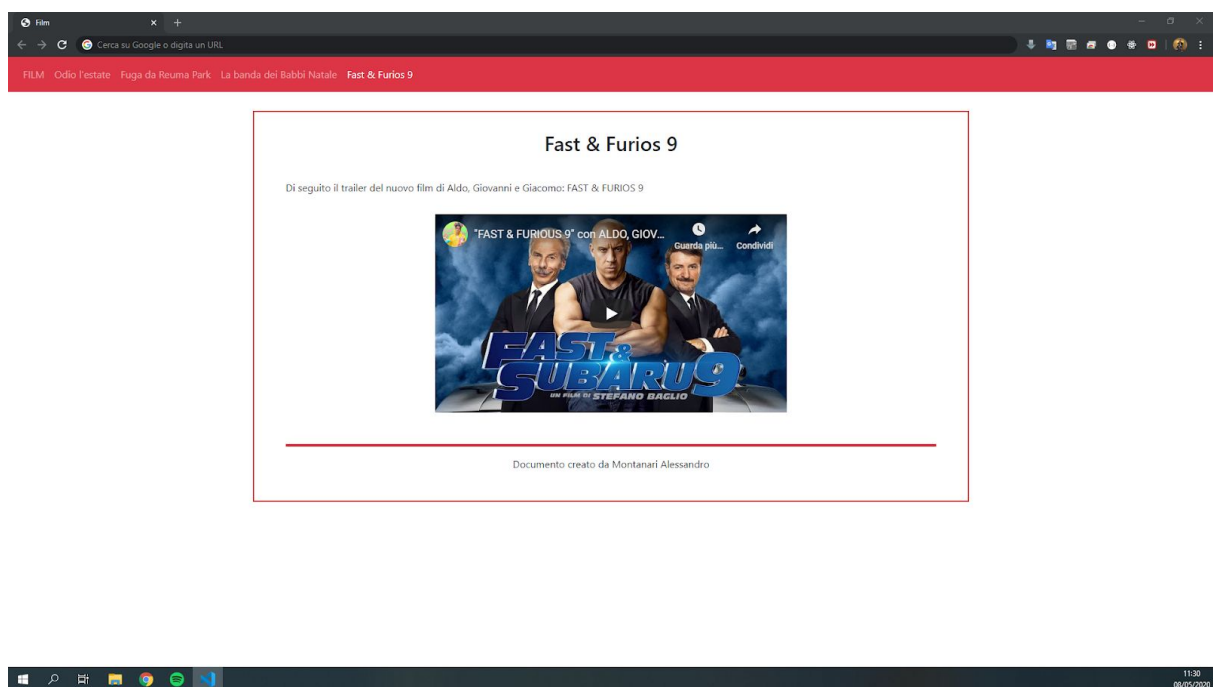 Film
Cerca su Google o digita un URL
FILM Odio l'estate Fuga da Reuma Park La banda dei Babbi Natale Fast & Furios 9
Fast & Furios 9
Di seguito il trailer del nuovo film di Aldo, Giovanni e Giacomo: FAST & FURIOS 9
"FAST & FURIOUS 9" con ALDO, GIOV...
Guarda più... Condividi
FAST &
SUBARU 9
UN FILM DI STEFANO BAGLIO
Documento creato da Montanari Alessandro
11:30
08/05/2020